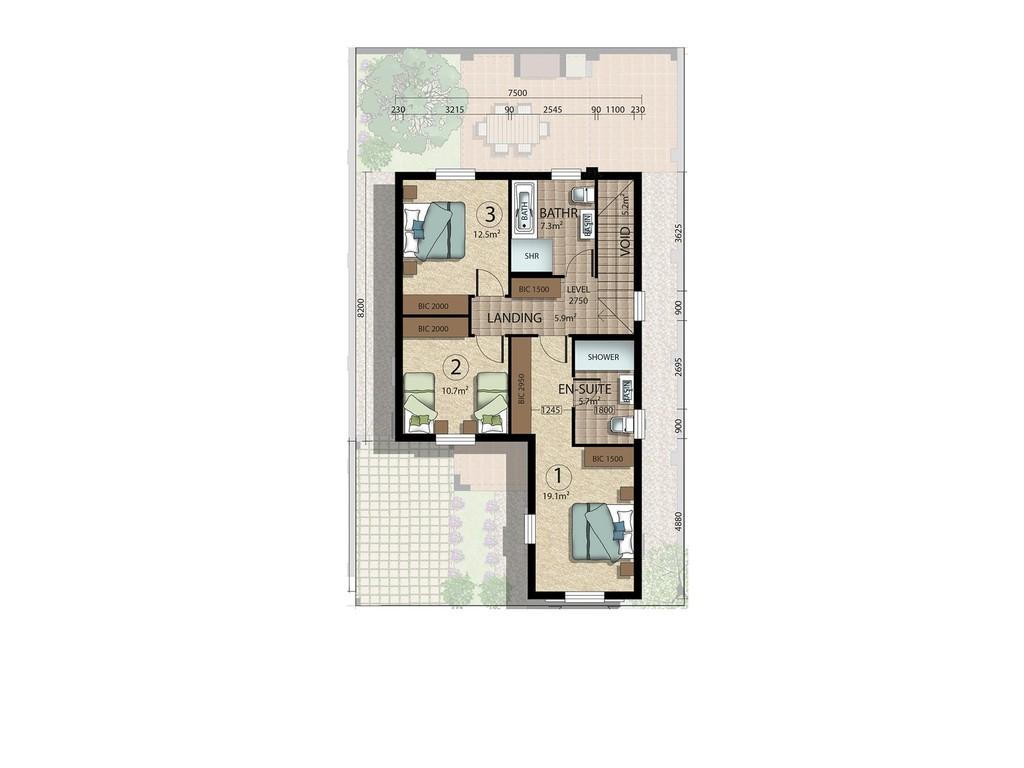 7500
230 3215 90 2545 90 1100 230
3
12.5m²
BATH
BATHR
7.3m²
BASIN
SHR
VOID 5.2m²
3625
8200
BIC 2000
BIC 1500
LEVEL
2750
900
LANDING 5.9m²
BIC 2000
2
10.7m²
BIC 2950
SHOWER
2695
EN-SUITE
5.7m²
BASIN
1245
1800
900
BIC 1500
1
19.1m²
4880